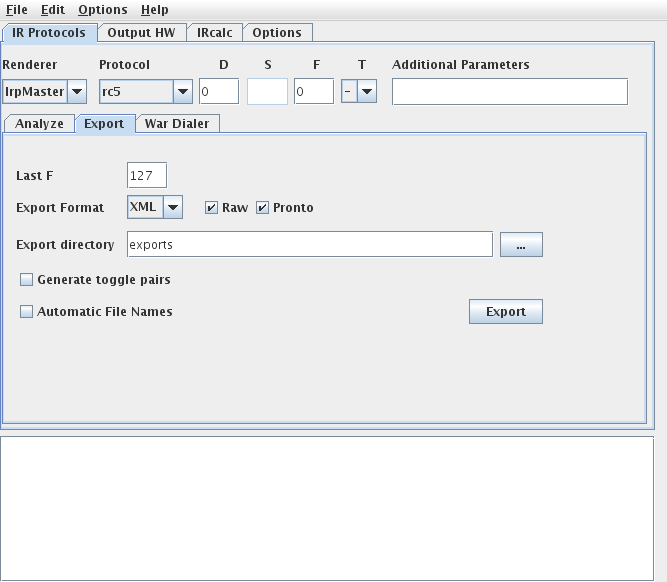 File Edit Options Help
IR Protocols Output HW IRcalc Options
Renderer Protocol D S F T Additional Parameters
IrpMaster rc5 0 0 -
Analyze Export War Dialer
Last F 127
Export Format XML Raw Pronto
Export directory exports ...
Generate toggle pairs
Automatic File Names Export